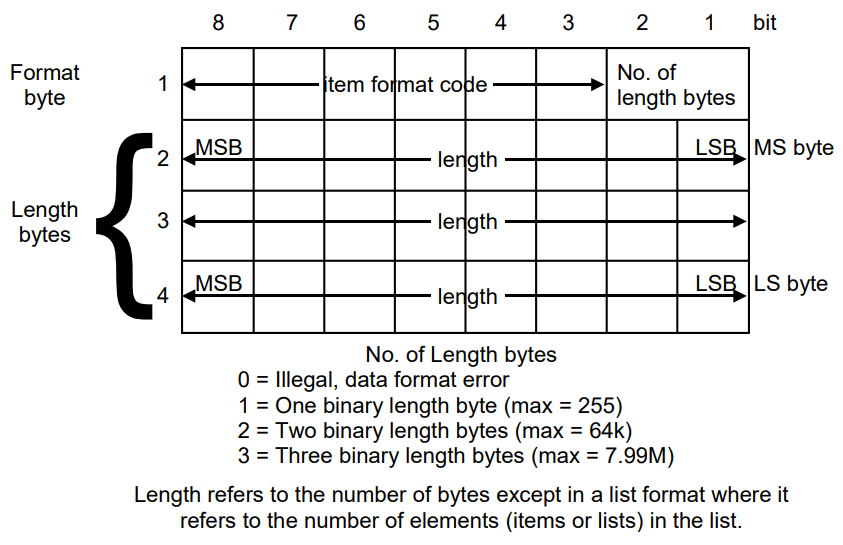 8 7 6 5 4 3 2 1 bit
Format
byte
1
item format code
No. of
length bytes
Length
bytes
2
MSB
length
LSB
MS byte
3
length
4
MSB
length
LSB
LS byte
No. of Length bytes
0 = Illegal, data format error
1 = One binary length byte (max = 255)
2 = Two binary length bytes (max = 64k)
3 = Three binary length bytes (max = 7.99M)
Length refers to the number of bytes except in a list format where it
refers to the number of elements (items or lists) in the list.